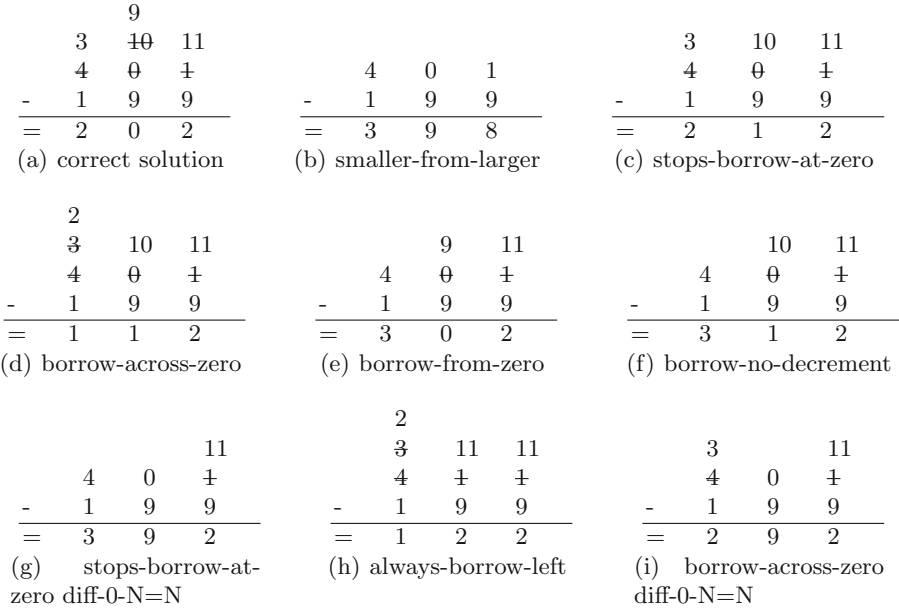 9
3 10 11
4 0 1
- 1 9 9
= 2 0 2
(a) correct solution
4 0 1
- 1 9 9
= 3 9 8
(b) smaller-from-larger
3 10 11
4 0 1
- 1 9 9
= 2 1 2
(c) stops-borrow-at-zero
2
3 10 11
4 0 1
- 1 9 9
= 1 1 2
(d) borrow-across-zero
9 11
4 0 1
- 1 9 9
= 3 0 2
(e) borrow-from-zero
10 11
4 0 1
- 1 9 9
= 3 1 2
(f) borrow-no-decrement
11
4 0 1
- 1 9 9
= 3 9 2
(g) stops-borrow-at-
zero diff-0-N=N
2
3 11 11
4 1 1
- 1 9 9
= 1 2 2
(h) always-borrow-left
3 11
4 0 1
- 1 9 9
= 2 9 2
(i) borrow-across-zero
diff-0-N=N